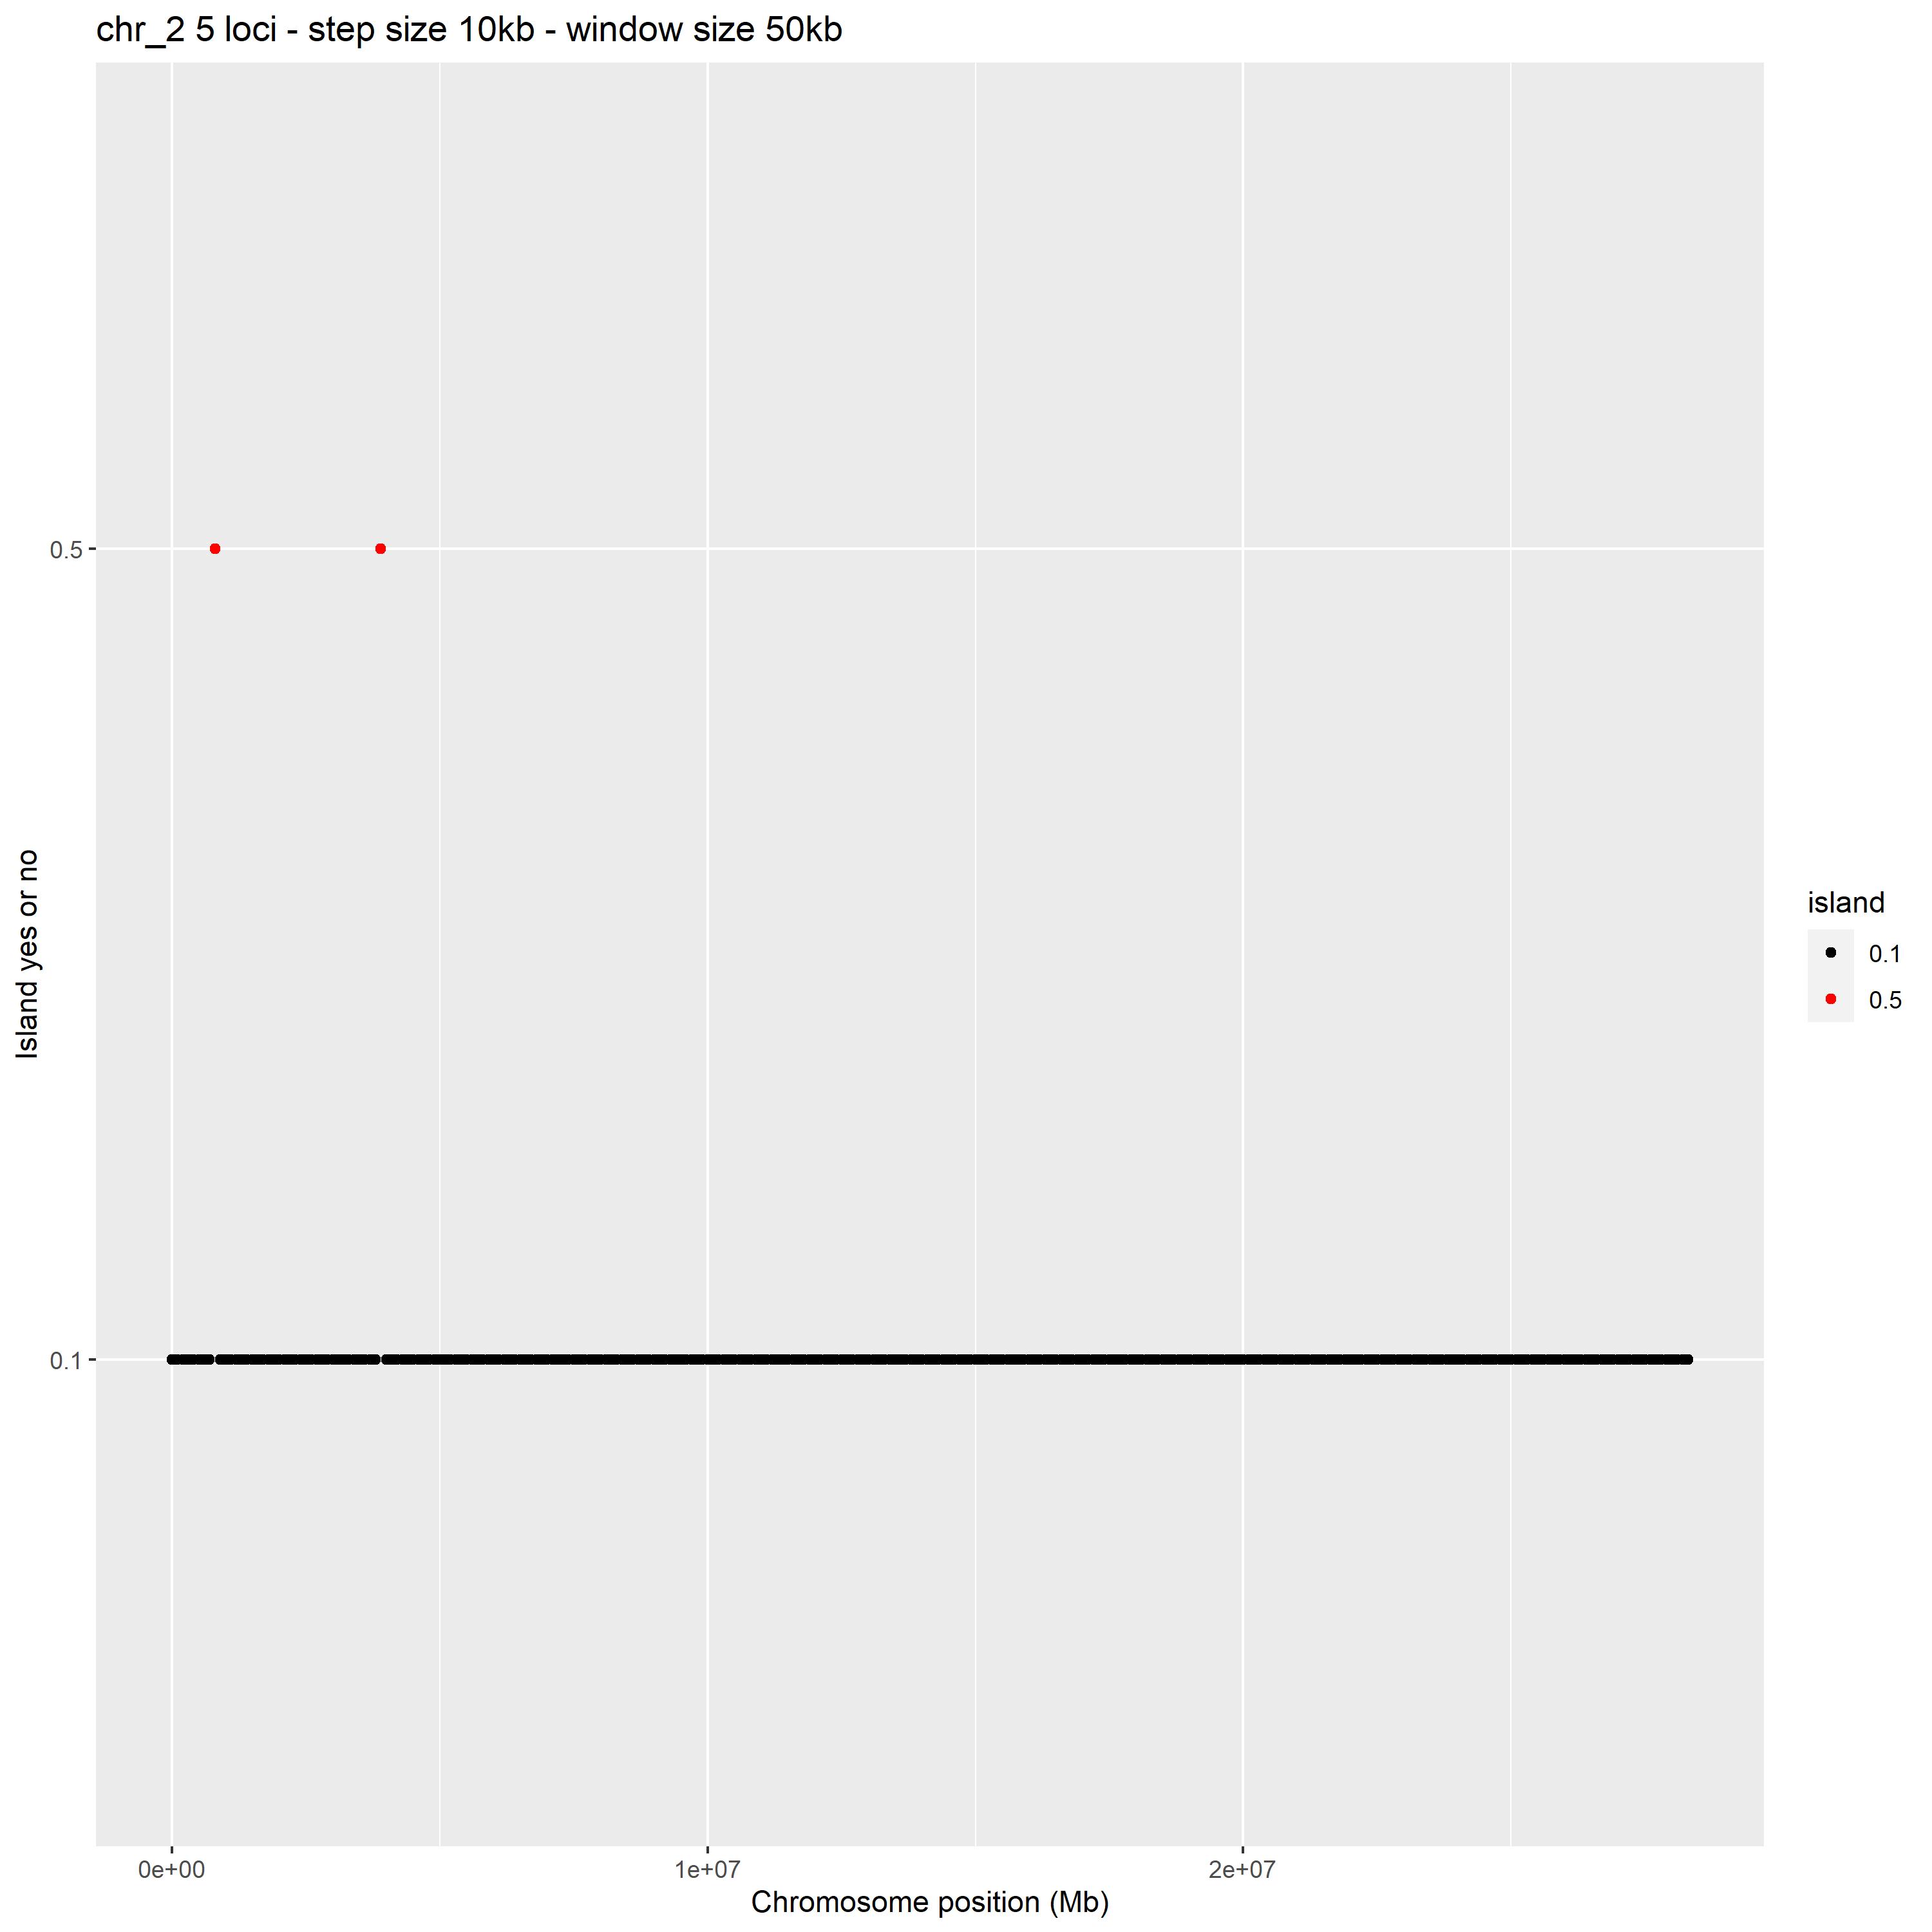 chr_2 5 loci - step size 10kb - window size 50kb
Island yes or no
0.5
0.1
0e+00
1e+07
2e+07
Chromosome position (Mb)
island
0.1
0.5